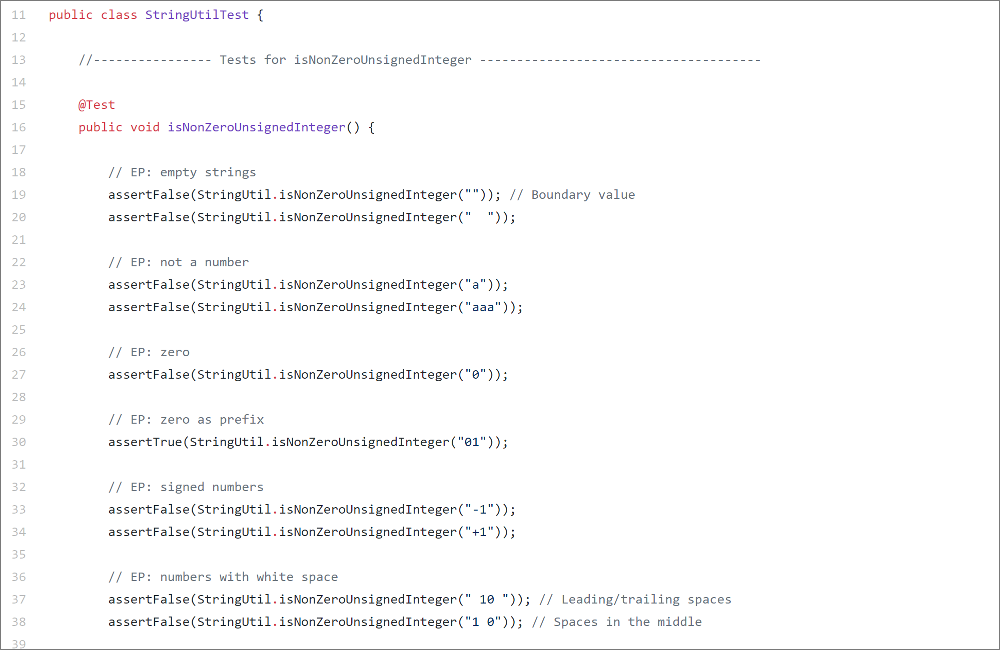 11 public class StringUtilTest {
12
13 //---------------- Tests for isNonZeroUnsignedInteger --------------------------------------
14
15 @Test
16 public void isNonZeroUnsignedInteger() {
17
18 // EP: empty strings
19 assertFalse(StringUtil.isNonZeroUnsignedInteger("")); // Boundary value
20 assertFalse(StringUtil.isNonZeroUnsignedInteger("  "));
21
22 // EP: not a number
23 assertFalse(StringUtil.isNonZeroUnsignedInteger("a"));
24 assertFalse(StringUtil.isNonZeroUnsignedInteger("aaa"));
25
26 // EP: zero
27 assertFalse(StringUtil.isNonZeroUnsignedInteger("0"));
28
29 // EP: zero as prefix
30 assertTrue(StringUtil.isNonZeroUnsignedInteger("01"));
31
32 // EP: signed numbers
33 assertFalse(StringUtil.isNonZeroUnsignedInteger("-1"));
34 assertFalse(StringUtil.isNonZeroUnsignedInteger("+1"));
35
36 // EP: numbers with white space
37 assertFalse(StringUtil.isNonZeroUnsignedInteger(" 10 ")); // Leading/trailing spaces
38 assertFalse(StringUtil.isNonZeroUnsignedInteger("1 0")); // Spaces in the middle
39